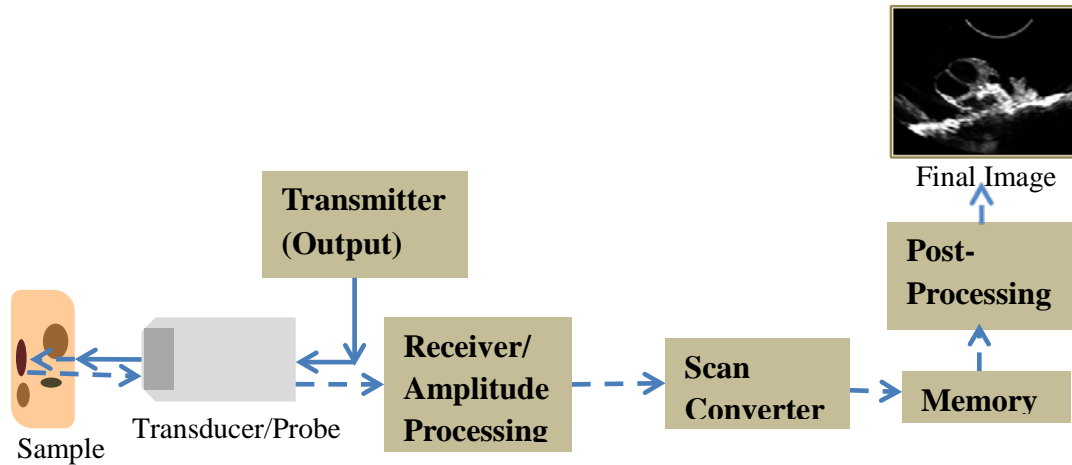 Final Image
Transmitter
(Output)
Post-
Processing
Receiver/
Amplitude
Processing
Scan
Converter
Memory
Transducer/Probe
Sample